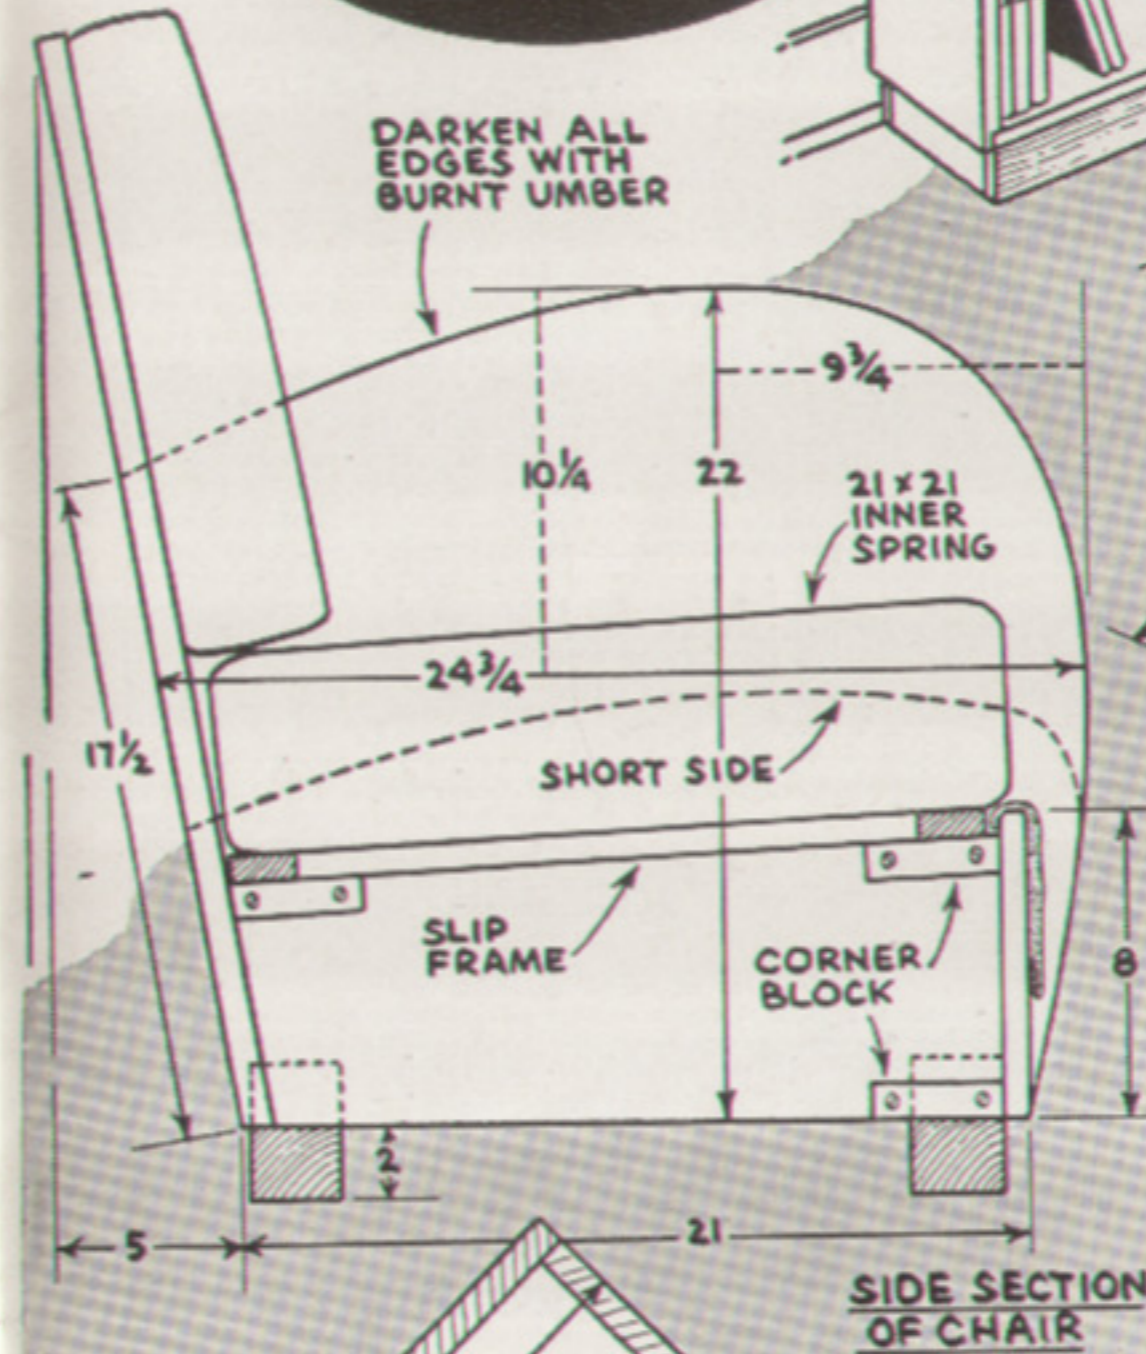 DARKEN ALL
EDGES WITH
BURNT UMBER
9¾
10¼
22
21 × 21
INNER
SPRING
24¾
17½
SHORT SIDE
SLIP
FRAME
CORNER
BLOCK
8
2
5
21
SIDE SECTION
OF CHAIR